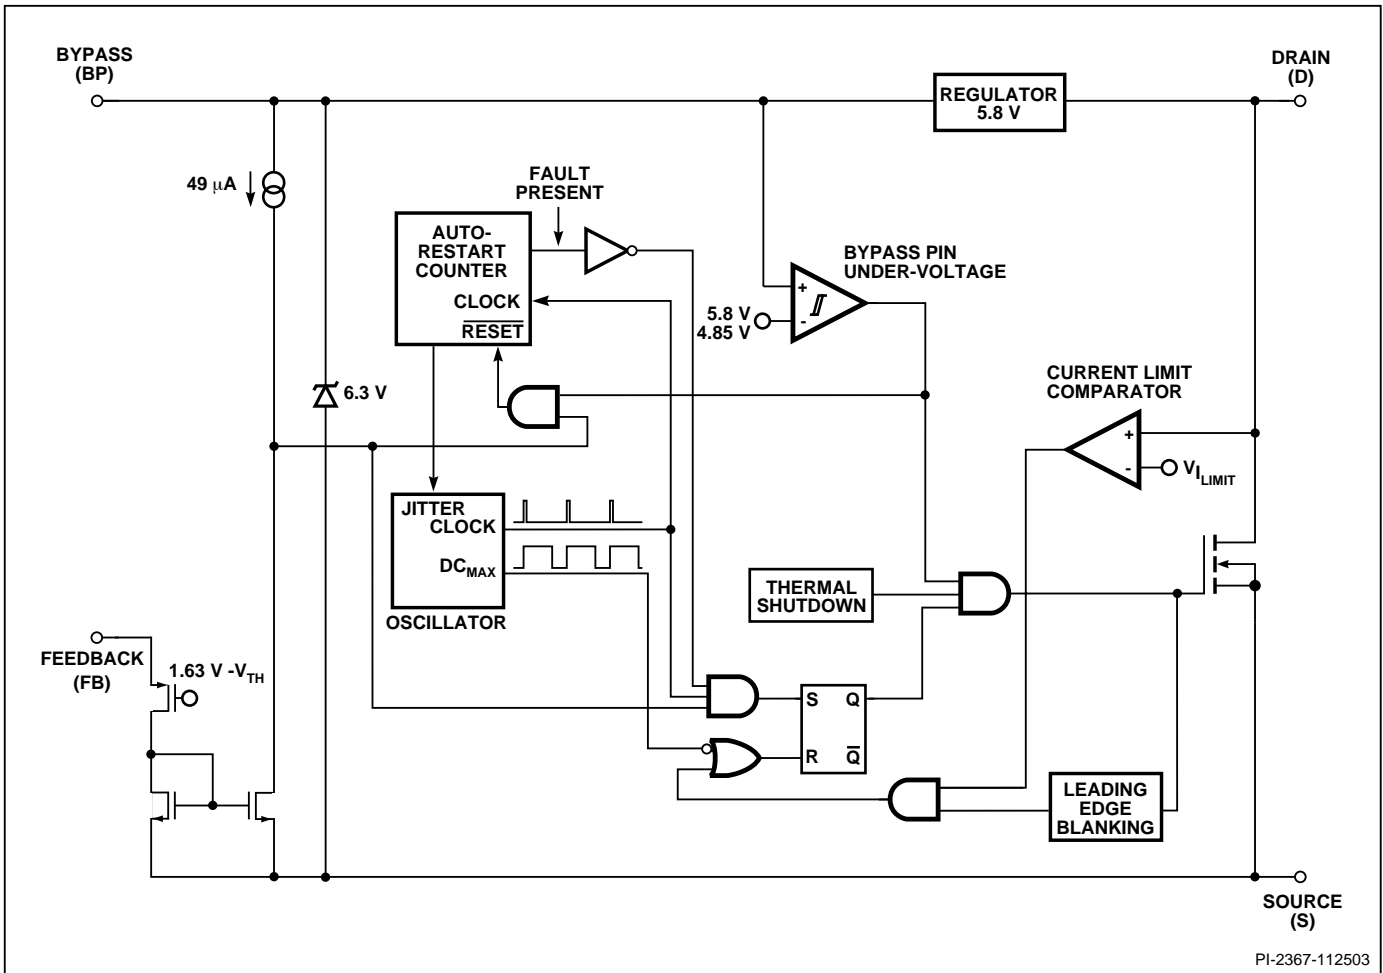 BYPASS
(BP)
DRAIN
(D)
REGULATOR
5.8 V
49 μA
FAULT
PRESENT
AUTO-
RESTART
COUNTER
CLOCK
RESET
BYPASS PIN
UNDER-VOLTAGE
+
-
5.8 V
4.85 V
6.3 V
CURRENT LIMIT
COMPARATOR
+
-
VI LIMIT
JITTER
CLOCK
DCMAX
OSCILLATOR
THERMAL
SHUTDOWN
FEEDBACK
(FB)
1.63 V -VTH
S Q
R Q̅
LEADING
EDGE
BLANKING
SOURCE
(S)
PI-2367-112503